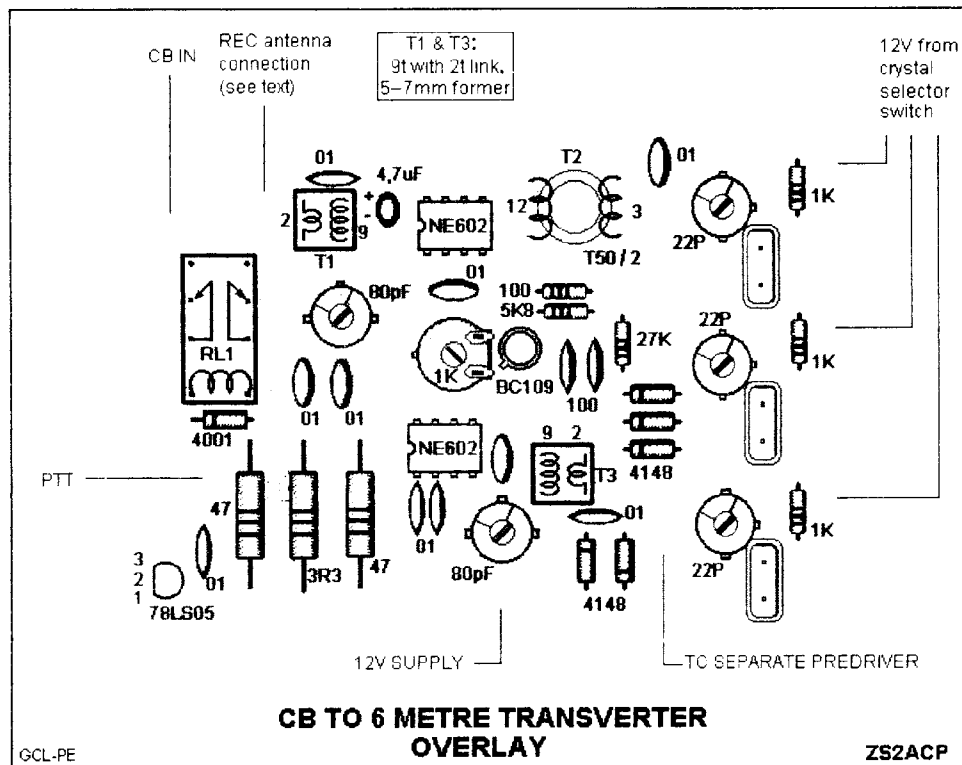 CB IN
REC antenna
connection
(see text)
T1 & T3:
9t with 2t link,
5-7mm former
12V from
crystal
selector
switch
01
4,7uF
+
-
2
9
T1
NE602
T2
12
3
T50/2
01
1K
22P
80pF
01
100
5K8
RL1
1K
BC109
27K
22P
1K
01
01
100
4001
NE602
9
2
T3
4148
PTT
47
3R3
47
01
80pF
01
4148
22P
1K
3
2
1
01
78LS05
12V SUPPLY
TO SEPARATE PREDRIVER
CB TO 6 METRE TRANSVERTER
OVERLAY
GCL-PE
ZS2ACP